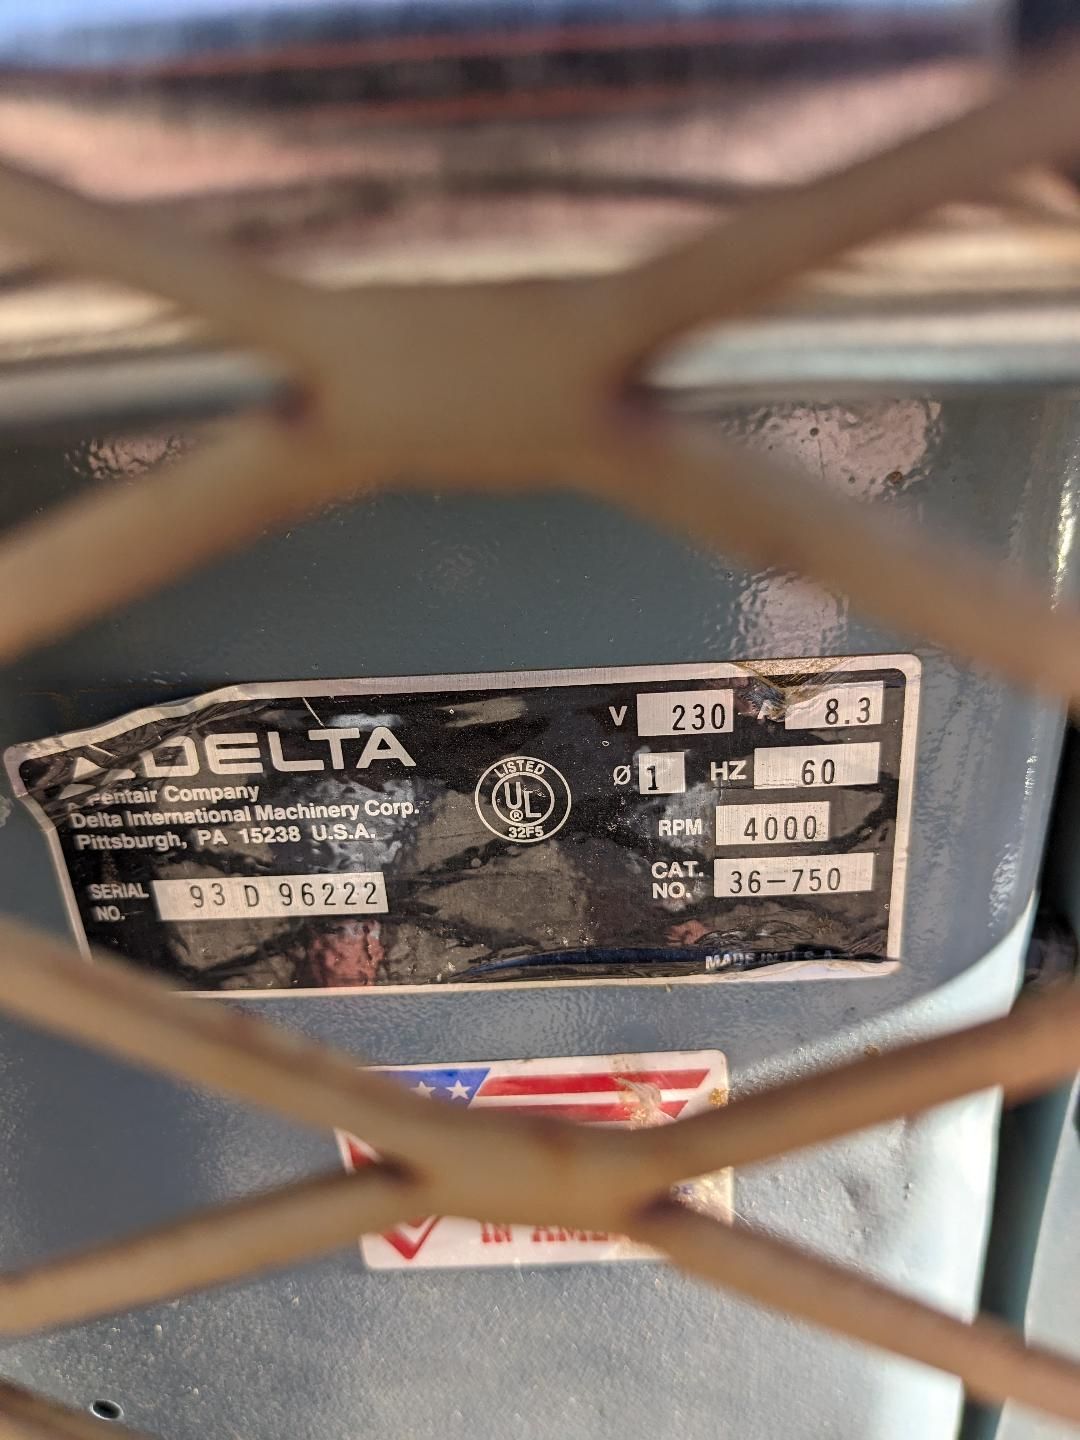 DELTA
A Pentair Company
Delta International Machinery Corp.
Pittsburgh, PA 15238 U.S.A.
SERIAL NO. 93 D 96222
LISTED
UL ®
32F5
V 230 A 8.3
Ø 1 HZ 60
RPM 4000
CAT. NO. 36-750
MADE IN U.S.A.
IN